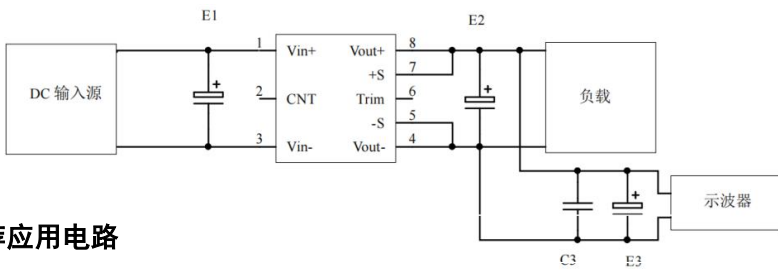 E1
E2
DC 输入源
1
Vin+
Vout+
8
+S
7
2
CNT
Trim
6
-S
5
3
Vin-
Vout-
4
负载
示波器
应用电路
C3
E3
+
+
+